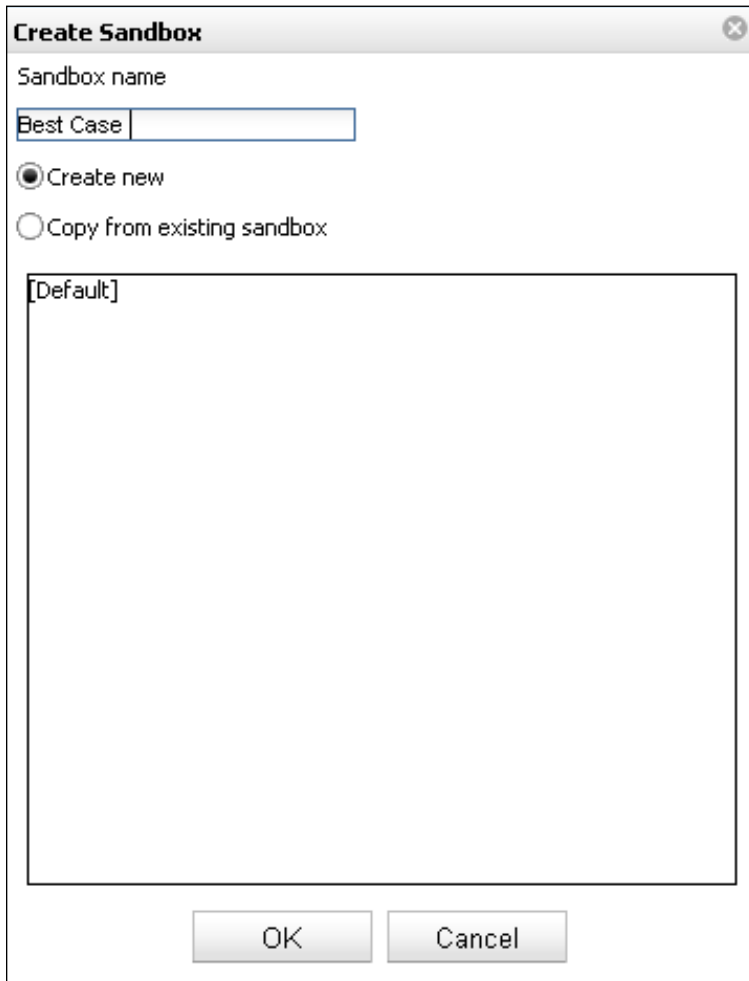 Create Sandbox
Sandbox name
Best Case
Create new
Copy from existing sandbox
[Default]
OK Cancel